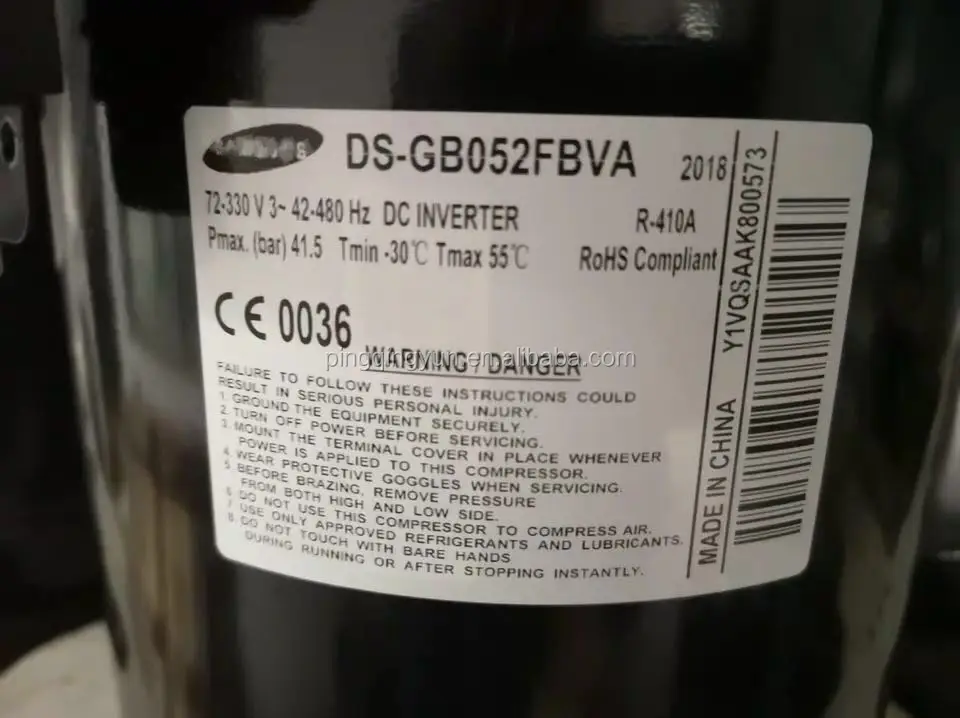 DS-GB052FBVA 2018
72-330 V 3~ 42-480 Hz DC INVERTER R-410A
Pmax. (bar) 41.5 Tmin -30℃ Tmax 55℃ RoHS Compliant
CE 0036
WARNING / DANGER
pingqingyun.en.alibaba.com
FAILURE TO FOLLOW THESE INSTRUCTIONS COULD
RESULT IN SERIOUS PERSONAL INJURY.
1. GROUND THE EQUIPMENT SECURELY.
2. TURN OFF POWER BEFORE SERVICING.
3. MOUNT THE TERMINAL COVER IN PLACE WHENEVER
POWER IS APPLIED TO THIS COMPRESSOR.
4. WEAR PROTECTIVE GOGGLES WHEN SERVICING.
5. BEFORE BRAZING, REMOVE PRESSURE
FROM BOTH HIGH AND LOW SIDE.
6. DO NOT USE THIS COMPRESSOR TO COMPRESS AIR.
7. USE ONLY APPROVED REFRIGERANTS AND LUBRICANTS.
8. DO NOT TOUCH WITH BARE HANDS
DURING RUNNING OR AFTER STOPPING INSTANTLY.
MADE IN CHINA Y1VQSAAAK800573